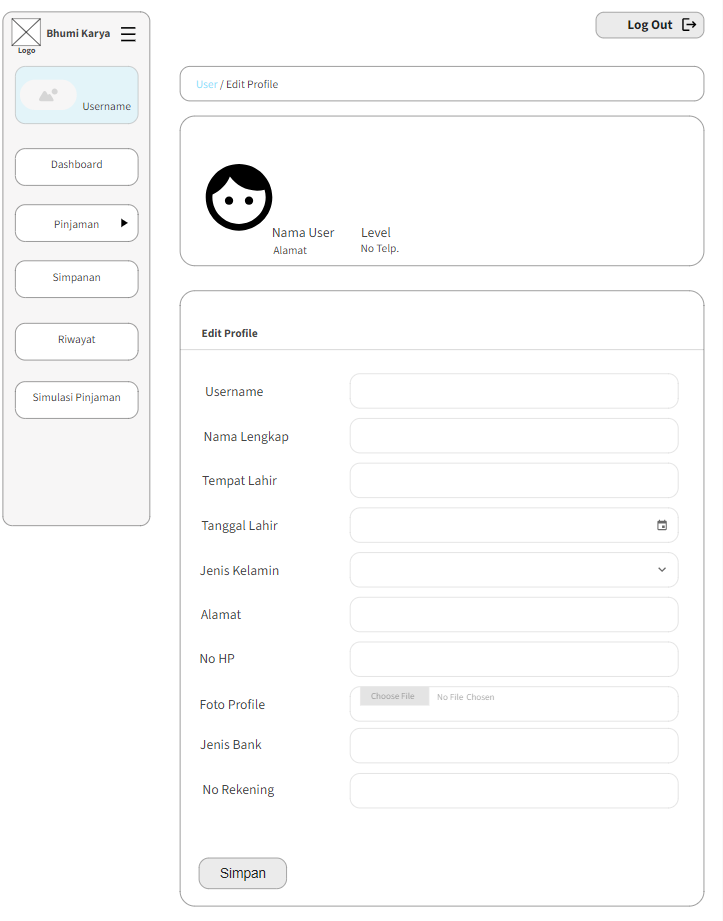 Bhumi Karya
Logo
Username
Dashboard
Pinjaman
Simpanan
Riwayat
Simulasi Pinjaman
Log Out
User / Edit Profile
Nama User
Alamat
Level
No Telp.
Edit Profile
Username
Nama Lengkap
Tempat Lahir
Tanggal Lahir
Jenis Kelamin
Alamat
No HP
Foto Profile
Choose File
No File Chosen
Jenis Bank
No Rekening
Simpan